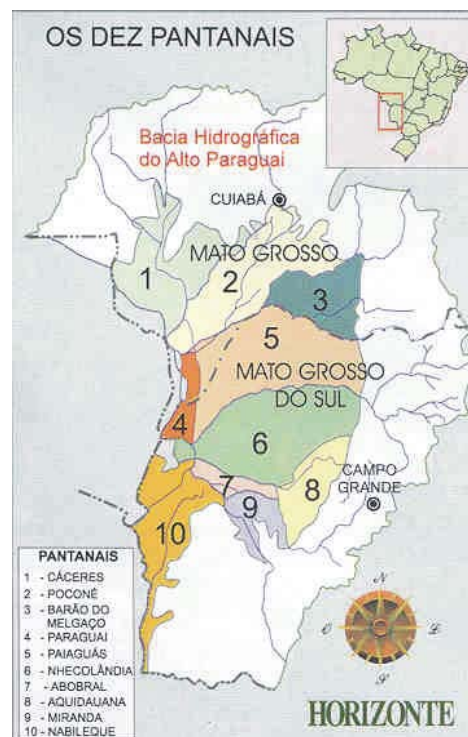 OS DEZ PANTANAIS
Bacia Hidrográfica
do Alto Paraguai
CUIABÁ
MATO GROSSO
1
2
3
5
MATO GROSSO
DO SUL
4
6
7
8
CAMPO
GRANDE
9
10
PANTANAIS
1 - CÁCERES
2 - POCONÉ
3 - BARÃO DO
MELGAÇO
4 - PARAGUAI
5 - PAIAGUÁS
6 - NHECOLÂNDIA
7 - ABOBRAL
8 - AQUIDAUANA
9 - MIRANDA
10 - NABILEQUE
N
O
L
S
HORIZONTE